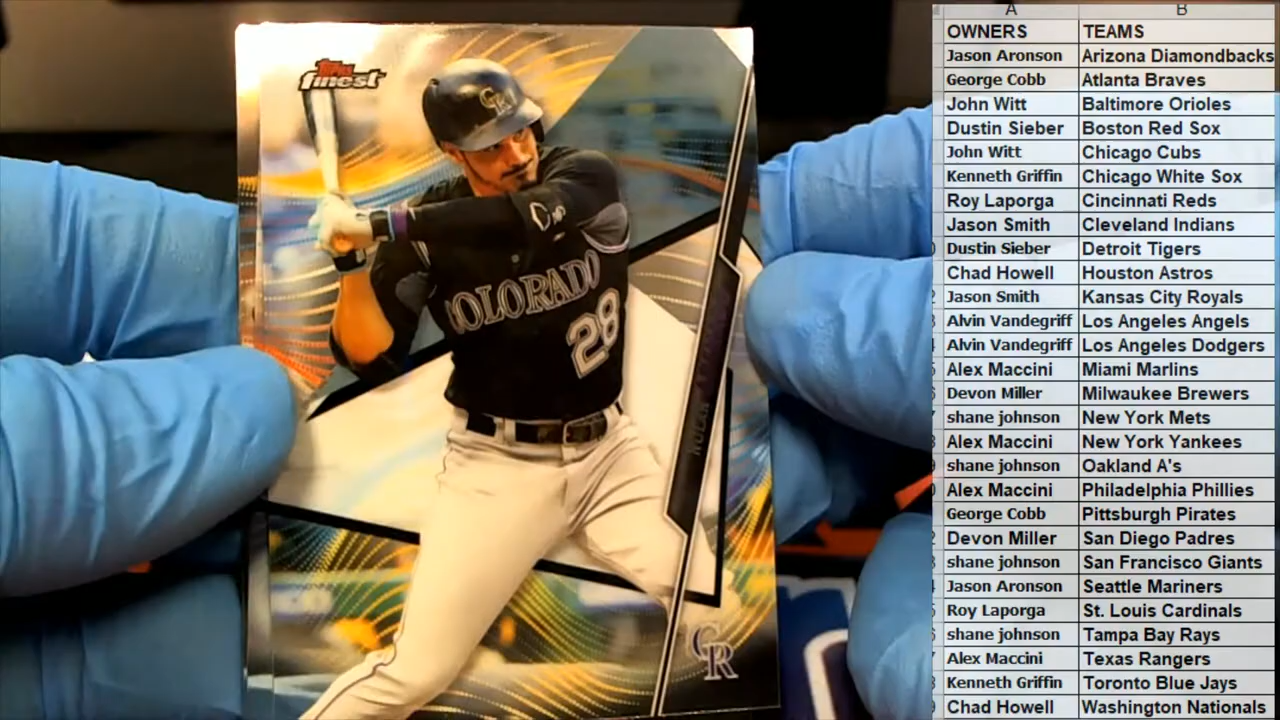 TOPPS
finest
CR
C
COLORADO
28
CR
A B
OWNERS TEAMS
Jason Aronson Arizona Diamondbacks
George Cobb Atlanta Braves
John Witt Baltimore Orioles
Dustin Sieber Boston Red Sox
John Witt Chicago Cubs
Kenneth Griffin Chicago White Sox
Roy Laporga Cincinnati Reds
Jason Smith Cleveland Indians
Dustin Sieber Detroit Tigers
Chad Howell Houston Astros
Jason Smith Kansas City Royals
Alvin Vandegriff Los Angeles Angels
Alvin Vandegriff Los Angeles Dodgers
Alex Maccini Miami Marlins
Devon Miller Milwaukee Brewers
shane johnson New York Mets
Alex Maccini New York Yankees
shane johnson Oakland A's
Alex Maccini Philadelphia Phillies
George Cobb Pittsburgh Pirates
Devon Miller San Diego Padres
shane johnson San Francisco Giants
Jason Aronson Seattle Mariners
Roy Laporga St. Louis Cardinals
shane johnson Tampa Bay Rays
Alex Maccini Texas Rangers
Kenneth Griffin Toronto Blue Jays
Chad Howell Washington Nationals